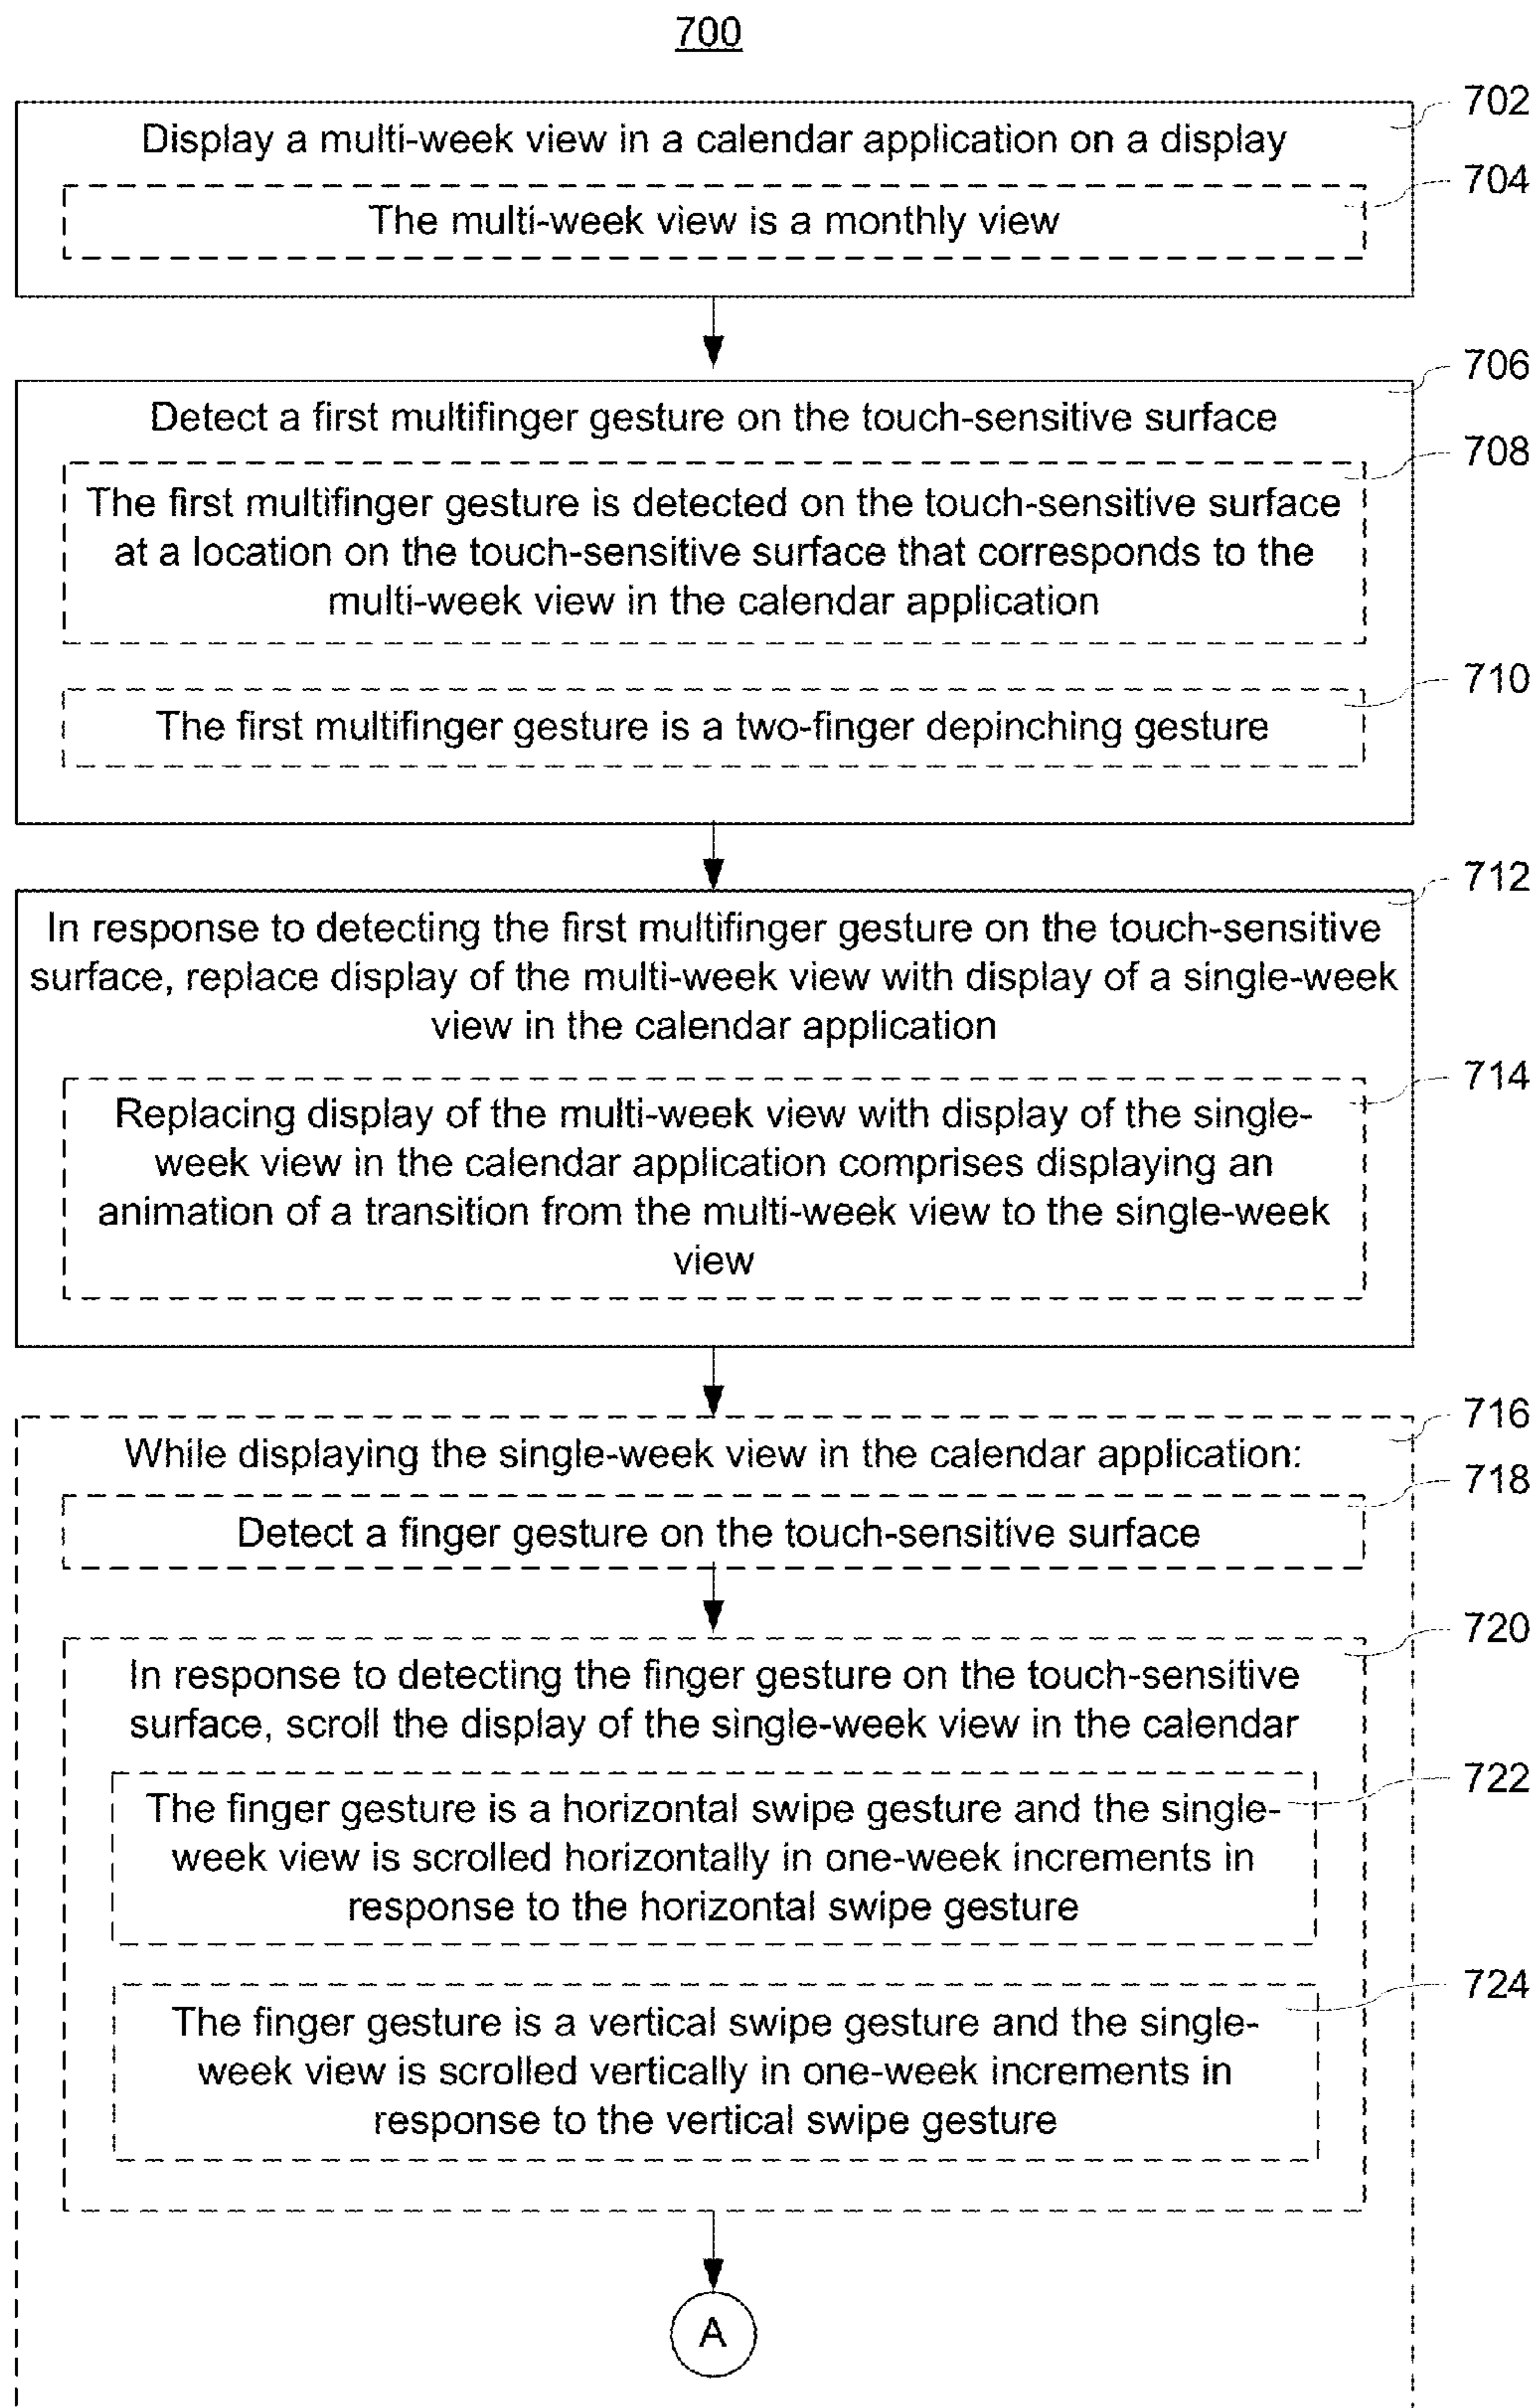 700
702
Display a multi-week view in a calendar application on a display
704
The multi-week view is a monthly view
706
Detect a first multifinger gesture on the touch-sensitive surface
708
The first multifinger gesture is detected on the touch-sensitive surface
at a location on the touch-sensitive surface that corresponds to the
multi-week view in the calendar application
710
The first multifinger gesture is a two-finger depinching gesture
712
In response to detecting the first multifinger gesture on the touch-sensitive
surface, replace display of the multi-week view with display of a single-week
view in the calendar application
714
Replacing display of the multi-week view with display of the single-
week view in the calendar application comprises displaying an
animation of a transition from the multi-week view to the single-week
view
716
While displaying the single-week view in the calendar application:
718
Detect a finger gesture on the touch-sensitive surface
720
In response to detecting the finger gesture on the touch-sensitive
surface, scroll the display of the single-week view in the calendar
722
The finger gesture is a horizontal swipe gesture and the single-
week view is scrolled horizontally in one-week increments in
response to the horizontal swipe gesture
724
The finger gesture is a vertical swipe gesture and the single-
week view is scrolled vertically in one-week increments in
response to the vertical swipe gesture
A